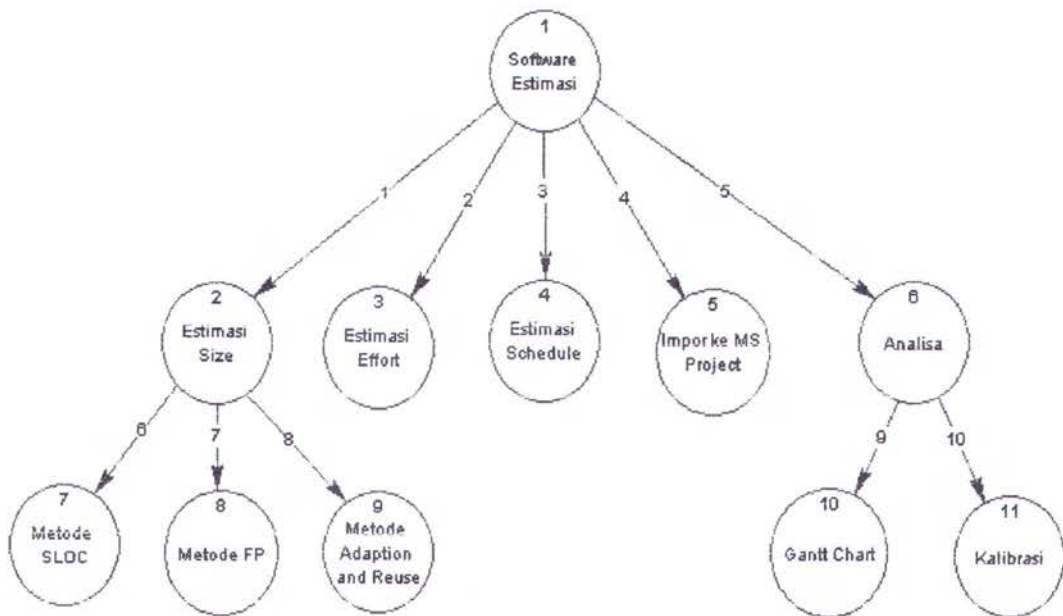 1
Software
Estimasi
1
2
3
4
5
2
Estimasi
Size
3
Estimasi
Effort
4
Estimasi
Schedule
5
Imporke MS
Project
6
Analisa
6
7
8
9
10
7
Metode
SLOC
8
Metode FP
9
Metode
Adaption
and Reuse
10
Gantt Chart
11
Kalibrasi